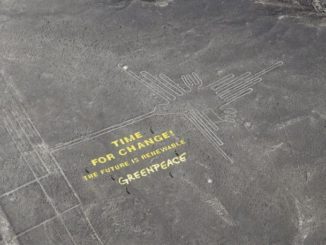 TIME
FOR CHANGE!
THE FUTURE IS RENEWABLE
GREENPEACE